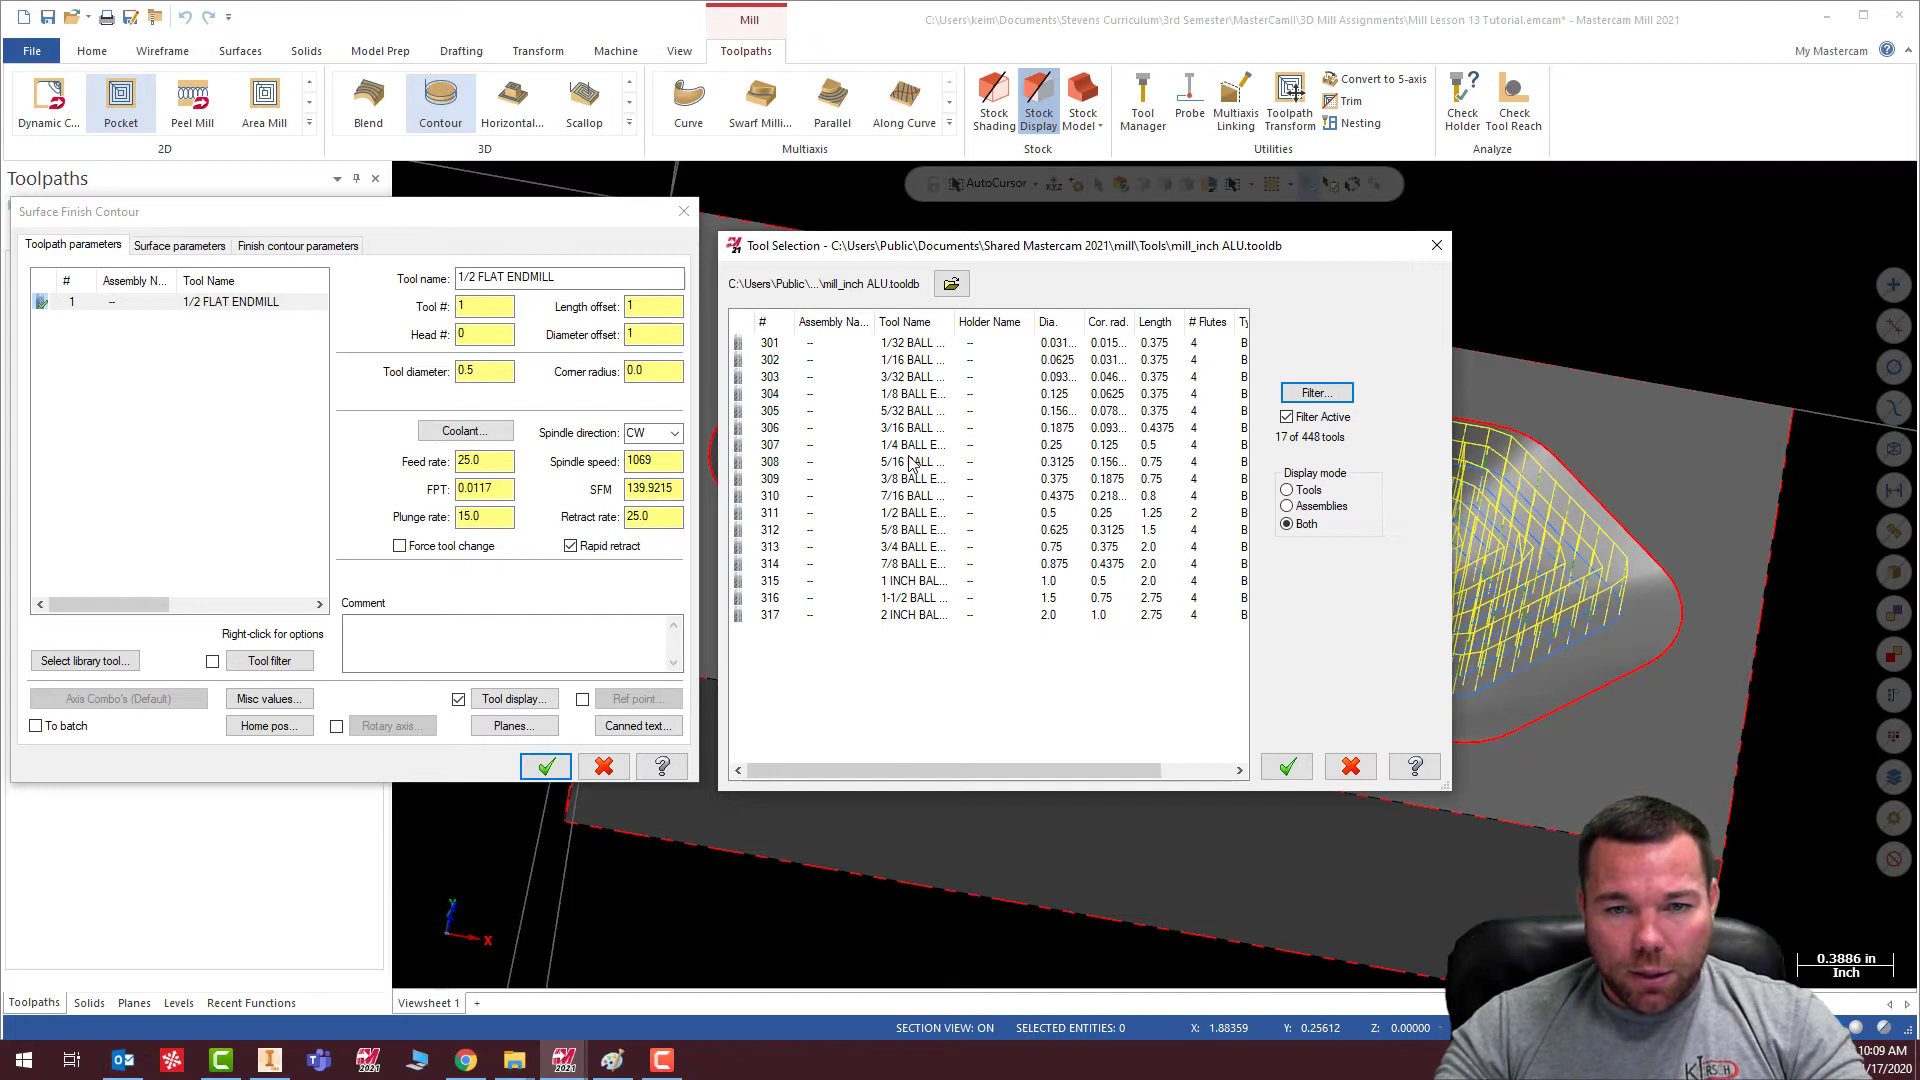 Mill
C:\Users\keim\Documents\Stevens Curriculum\3rd Semester\MasterCamII\3D Mill Assignments\Mill Lesson 13 Tutorial.emcam* - Mastercam Mill 2021
File Home Wireframe Surfaces Solids Model Prep Drafting Transform Machine View Toolpaths My Mastercam
Dynamic C... Pocket Peel Mill Area Mill Blend Contour Horizontal... Scallop Curve Swarf Milli... Parallel Along Curve
Stock Shading Stock Display Stock Model Tool Manager Probe Multiaxis Linking Toolpath Transform Convert to 5-axis Trim Nesting Check Holder Check Tool Reach
2D 3D Multiaxis Stock Utilities Analyze
Toolpaths
AutoCursor
Surface Finish Contour
Toolpath parameters Surface parameters Finish contour parameters
# Assembly N... Tool Name
1 -- 1/2 FLAT ENDMILL
Tool name: 1/2 FLAT ENDMILL
Tool #: 1 Length offset: 1
Head #: 0 Diameter offset: 1
Tool diameter: 0.5 Corner radius: 0.0
Coolant... Spindle direction: CW
Feed rate: 25.0 Spindle speed: 1069
FPT: 0.0117 SFM 139.9215
Plunge rate: 15.0 Retract rate: 25.0
Force tool change Rapid retract
Comment
Right-click for options
Select library tool... Tool filter
Axis Combo's (Default) Misc values... Tool display... Ref point...
To batch Home pos... Rotary axis... Planes... Canned text...
Tool Selection - C:\Users\Public\Documents\Shared Mastercam 2021\mill\Tools\mill_inch ALU.tooldb
C:\Users\Public\...\mill_inch ALU.tooldb
# Assembly Na... Tool Name Holder Name Dia. Cor. rad. Length # Flutes Ty
301 -- 1/32 BALL ... -- 0.031... 0.015... 0.375 4 B
302 -- 1/16 BALL ... -- 0.0625 0.031... 0.375 4 B
303 -- 3/32 BALL ... -- 0.093... 0.046... 0.375 4 B
304 -- 1/8 BALL E... -- 0.125 0.0625 0.375 4 B
305 -- 5/32 BALL ... -- 0.156... 0.078... 0.375 4 B
306 -- 3/16 BALL ... -- 0.1875 0.093... 0.4375 4 B
307 -- 1/4 BALL E... -- 0.25 0.125 0.5 4 B
308 -- 5/16 BALL ... -- 0.3125 0.156... 0.75 4 B
309 -- 3/8 BALL E... -- 0.375 0.1875 0.75 4 B
310 -- 7/16 BALL ... -- 0.4375 0.218... 0.8 4 B
311 -- 1/2 BALL E... -- 0.5 0.25 1.25 2 B
312 -- 5/8 BALL E... -- 0.625 0.3125 1.5 4 B
313 -- 3/4 BALL E... -- 0.75 0.375 2.0 4 B
314 -- 7/8 BALL E... -- 0.875 0.4375 2.0 4 B
315 -- 1 INCH BAL... -- 1.0 0.5 2.0 4 B
316 -- 1-1/2 BALL ... -- 1.5 0.75 2.75 4 B
317 -- 2 INCH BAL... -- 2.0 1.0 2.75 4 B
Filter...
Filter Active
17 of 448 tools
Display mode
Tools
Assemblies
Both
Y
X
0.3886 in
Inch
Toolpaths Solids Planes Levels Recent Functions Viewsheet 1 +
SECTION VIEW: ON SELECTED ENTITIES: 0 X: 1.88359 Y: 0.25612 Z: 0.00000
2021 2021
10:09 AM
/17/2020